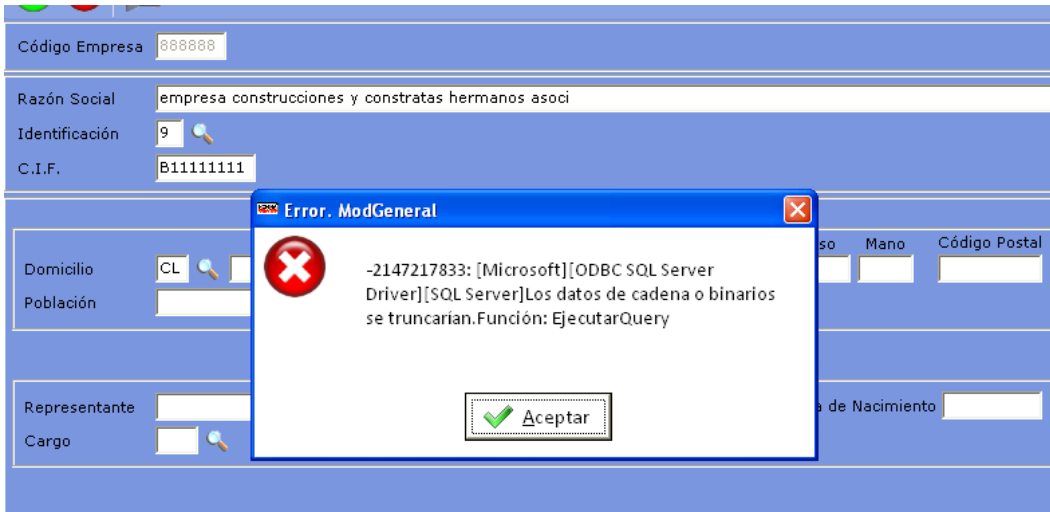 Código Empresa 888888
Razón Social empresa construcciones y constratas hermanos asoci
Identificación 9
C.I.F. B11111111
Error. ModGeneral
-2147217833: [Microsoft][ODBC SQL Server
Driver][SQL Server]Los datos de cadena o binarios
se truncarían.Función: EjecutarQuery
Aceptar
so Mano Código Postal
Domicilio CL
Población
Representante
a de Nacimiento
Cargo